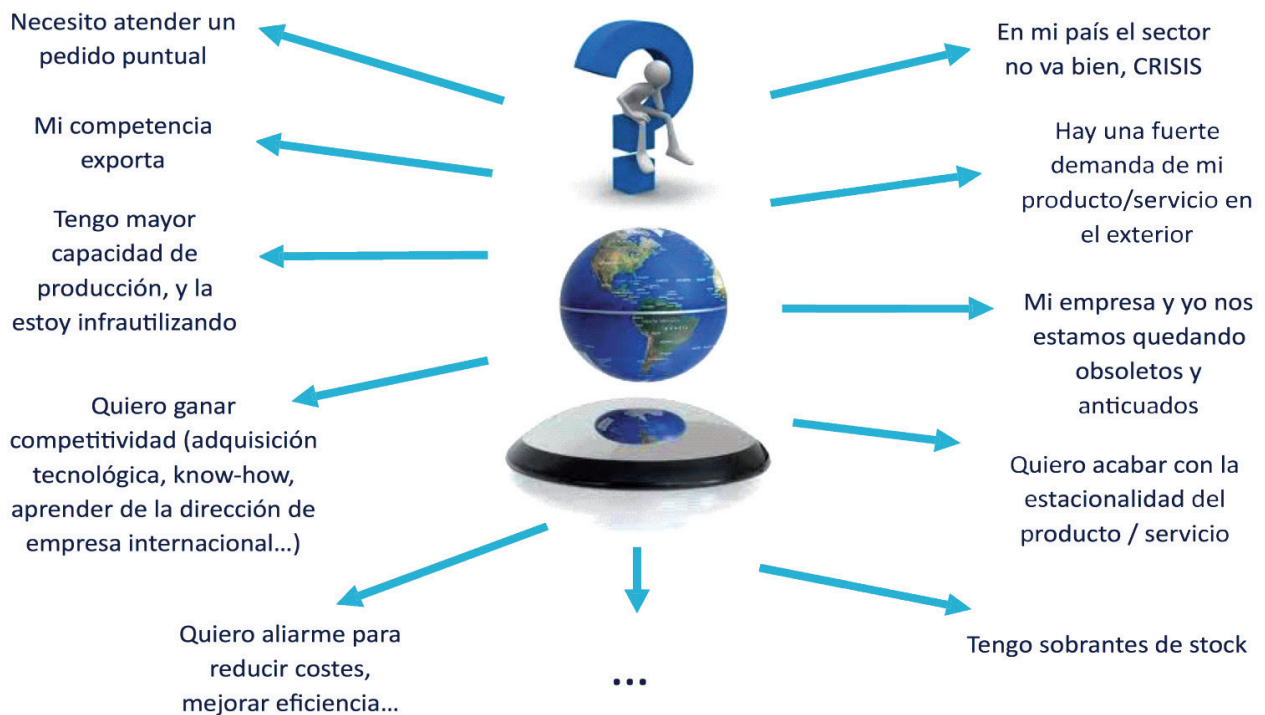 Necesito atender un
pedido puntual
Mi competencia
exporta
Tengo mayor
capacidad de
producción, y la
estoy infrautilizando
Quiero ganar
competitividad (adquisición
tecnológica, know-how,
aprender de la dirección de
empresa internacional...)
Quiero aliarme para
reducir costes,
mejorar eficiencia...
...
En mi país el sector
no va bien, CRISIS
Hay una fuerte
demanda de mi
producto/servicio en
el exterior
Mi empresa y yo nos
estamos quedando
obsoletos y
anticuados
Quiero acabar con la
estacionalidad del
producto / servicio
Tengo sobrantes de stock